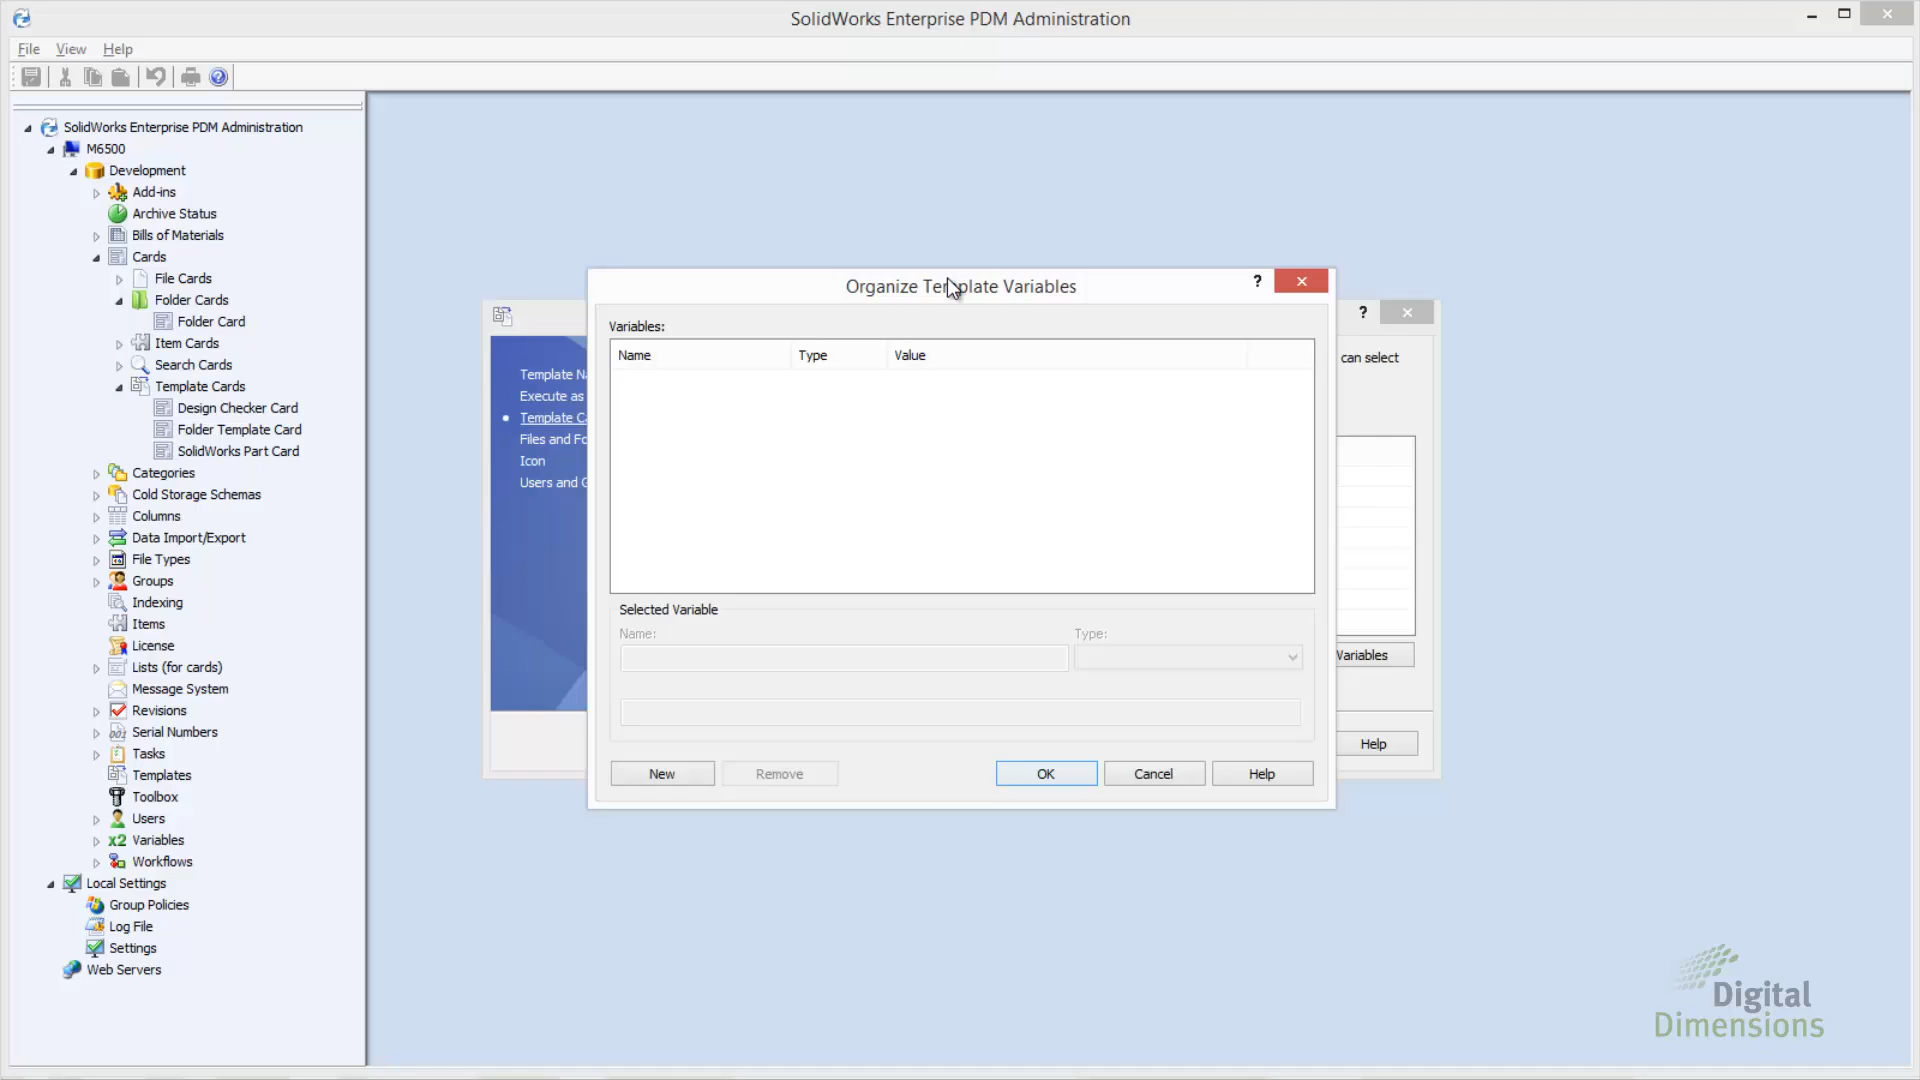 SolidWorks Enterprise PDM Administration
File View Help
SolidWorks Enterprise PDM Administration
M6500
Development
Add-ins
Archive Status
Bills of Materials
Cards
File Cards
Folder Cards
Folder Card
Item Cards
Search Cards
Template Cards
Design Checker Card
Folder Template Card
SolidWorks Part Card
Categories
Cold Storage Schemas
Columns
Data Import/Export
File Types
Groups
Indexing
Items
License
Lists (for cards)
Message System
Revisions
Serial Numbers
Tasks
Templates
Toolbox
Users
x2 Variables
Workflows
Local Settings
Group Policies
Log File
Settings
Web Servers
Template
Execute as
Template
Files and
Icon
Users and
? 
can select
Variables
Help
Organize Template Variables
?
Variables:
Name Type Value
Selected Variable
Name: Type:
New Remove OK Cancel Help
Digital
Dimensions